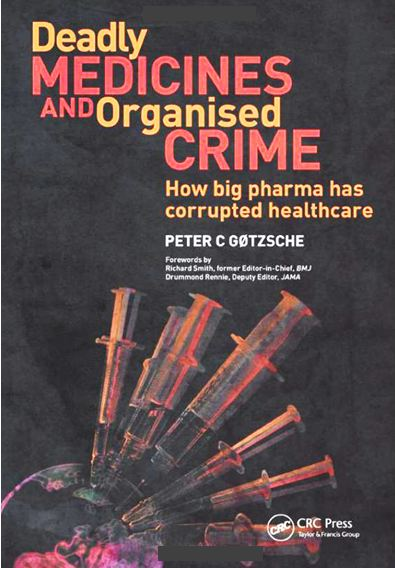 Deadly
MEDICINES
AND Organised
CRIME
How big pharma has
corrupted healthcare
PETER C GØTZSCHE
Forewords by
Richard Smith, former Editor-in-Chief, BMJ
Drummond Rennie, Deputy Editor, JAMA
CRC CRC Press
Taylor & Francis Group